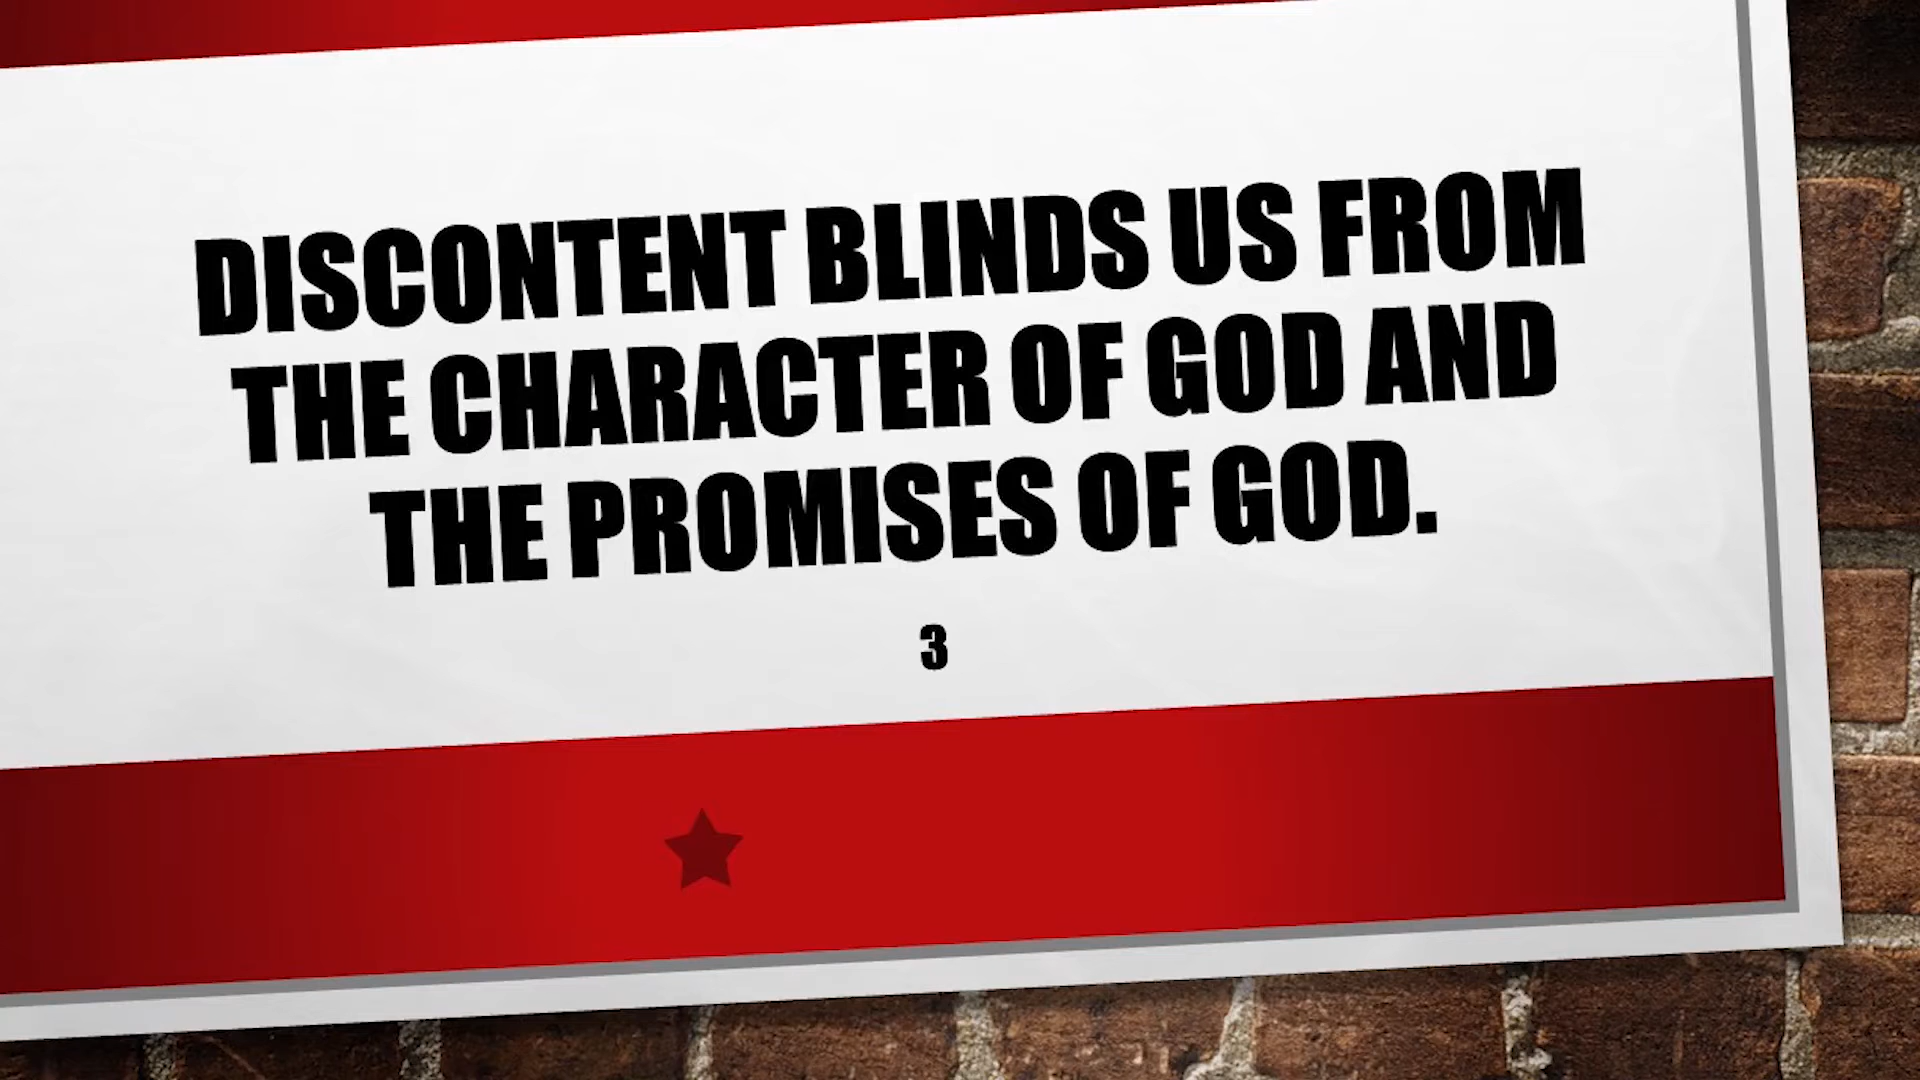 DISCONTENT BLINDS US FROM
THE CHARACTER OF GOD AND
THE PROMISES OF GOD.
3